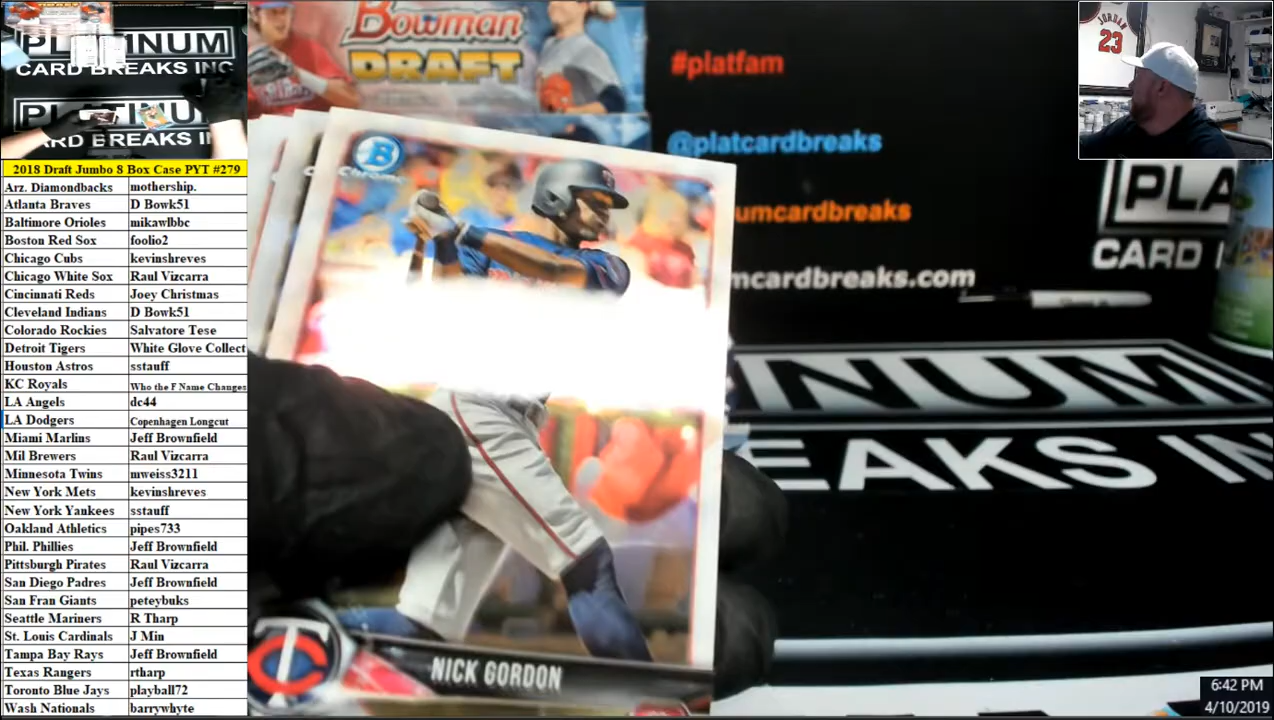 PLATINUM
CARD BREAKS INC
PLATINU
ARD BREAKS IN
2018 Draft Jumbo 8 Box Case PYT #279
Arz. Diamondbacks mothership.
Atlanta Braves D Bowk51
Baltimore Orioles mikawlbbc
Boston Red Sox foolio2
Chicago Cubs kevinshreves
Chicago White Sox Raul Vizcarra
Cincinnati Reds Joey Christmas
Cleveland Indians D Bowk51
Colorado Rockies Salvatore Tese
Detroit Tigers White Glove Collect
Houston Astros sstauff
KC Royals Who the F Name Changes
LA Angels dc44
LA Dodgers Copenhagen Longcut
Miami Marlins Jeff Brownfield
Mil Brewers Raul Vizcarra
Minnesota Twins mweiss3211
New York Mets kevinshreves
New York Yankees sstauff
Oakland Athletics pipes733
Phil. Phillies Jeff Brownfield
Pittsburgh Pirates Raul Vizcarra
San Diego Padres Jeff Brownfield
San Fran Giants peteybuks
Seattle Mariners R Tharp
St. Louis Cardinals J Min
Tampa Bay Rays Jeff Brownfield
Texas Rangers rtharp
Toronto Blue Jays playball72
Wash Nationals barrywhyte
Bowman
DRAFT
B
Chrome
TC
NICK GORDON
#platfam
@platcardbreaks
umcardbreaks
mcardbreaks.com
PLA
CARD
NUM
EAKS IN
JORDAN
23
6:42 PM
4/10/2019